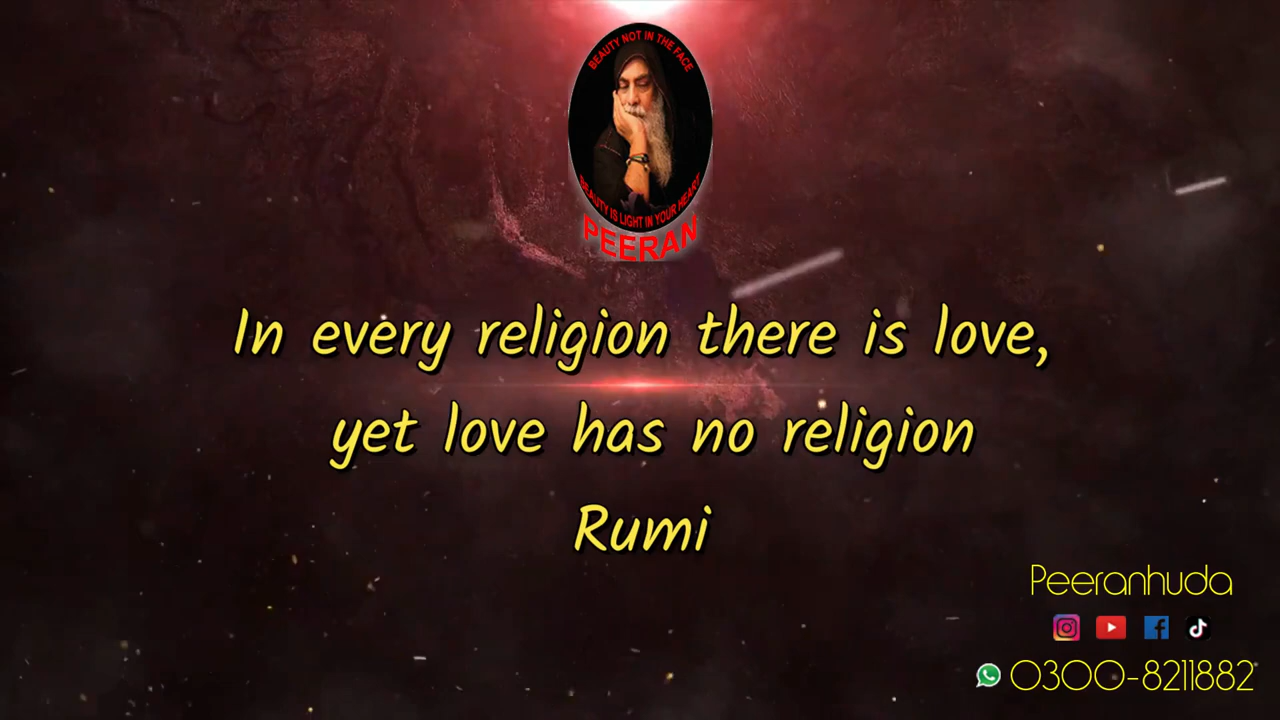 BEAUTY NOT IN THE FACE
BEAUTY IS LIGHT IN YOUR HEART
PEERAN
In every religion there is love,
yet love has no religion
Rumi
Peeranhuda
0300-8211882